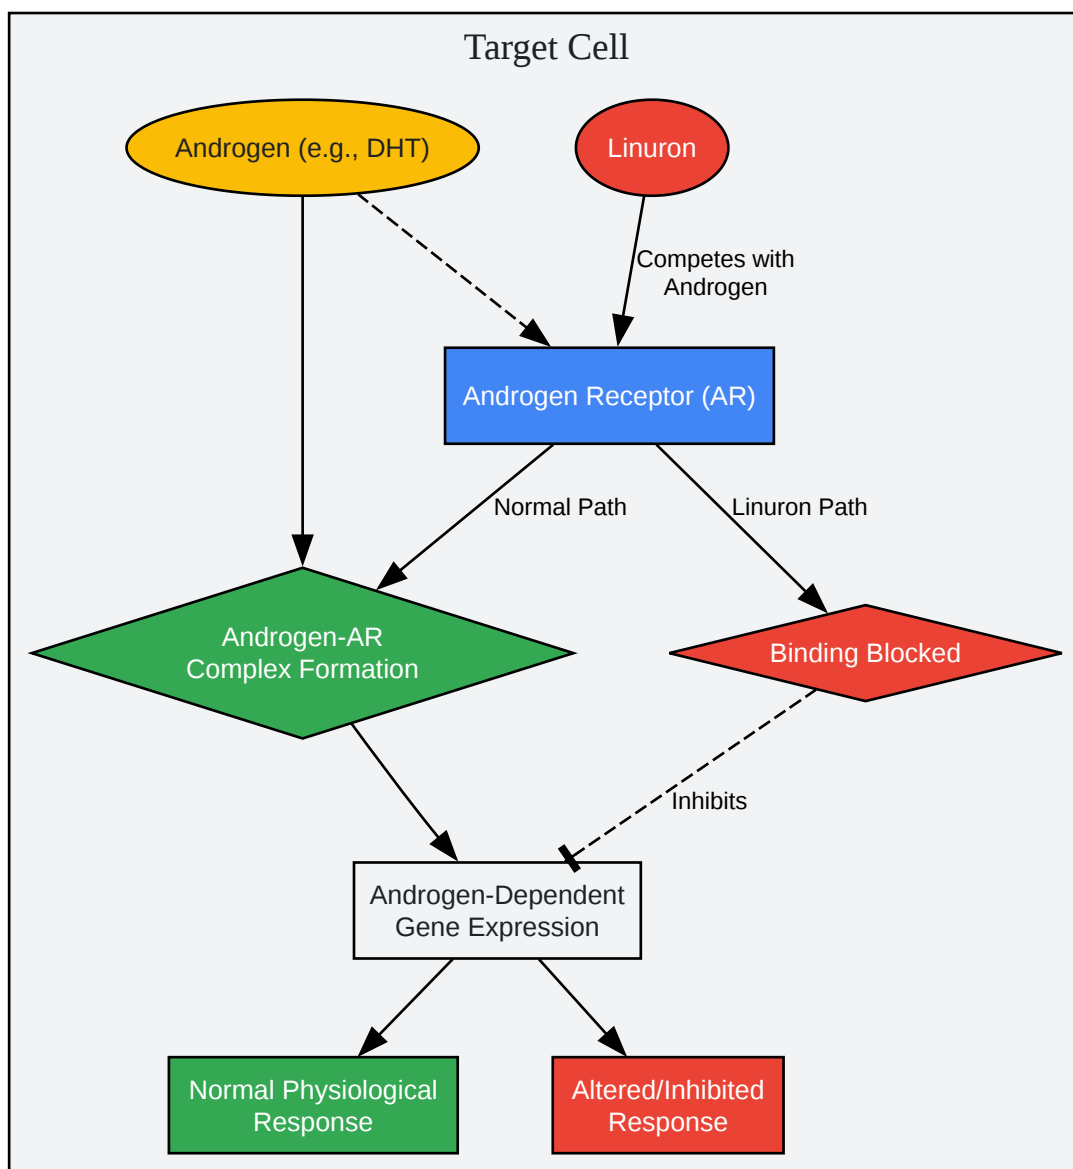 Target Cell
Androgen (e.g., DHT)
Linuron
Competes with
Androgen
Androgen Receptor (AR)
Normal Path
Linuron Path
Androgen-AR
Complex Formation
Binding Blocked
Inhibits
Androgen-Dependent
Gene Expression
Normal Physiological
Response
Altered/Inhibited
Response